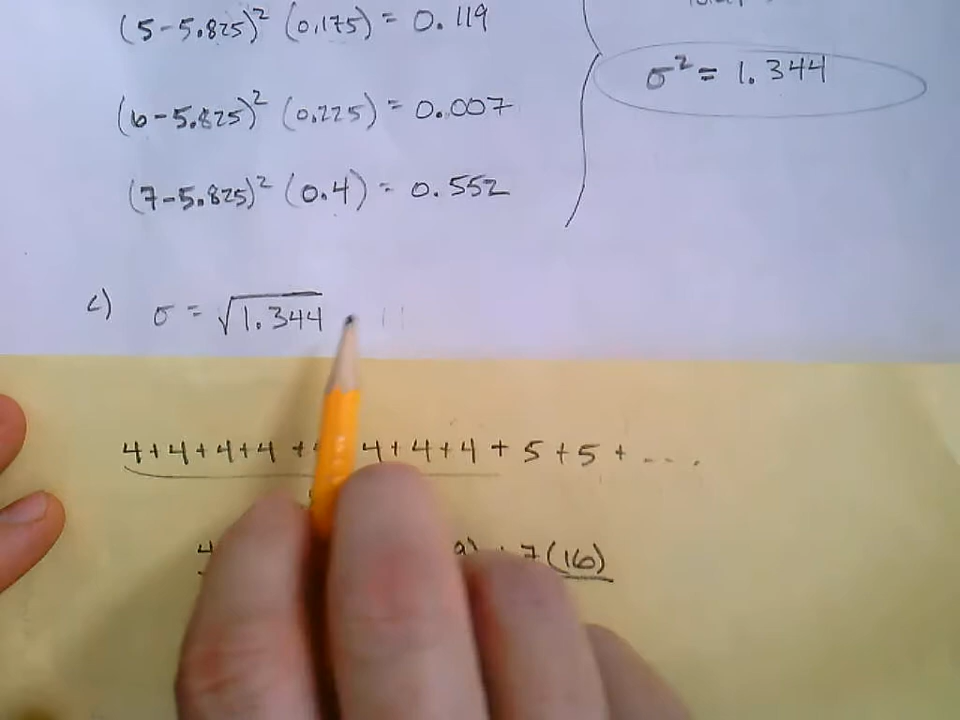 (5-5.825)² (0.175) = 0.119
(6-5.825)² (0.225) = 0.007
(7-5.825)² (0.4) = 0.552
σ² = 1.344
c) σ = √1.344
4+4+4+4 + 4+4+4 + 5+5+ ....
4 9) + 7(16)